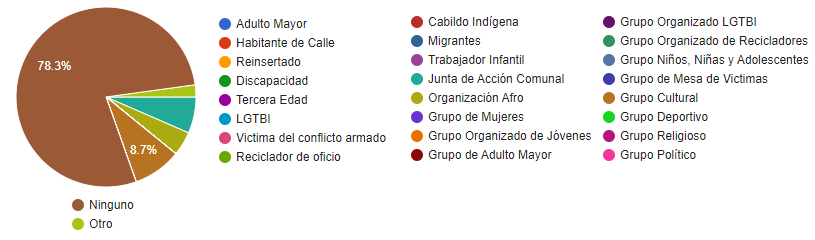 78.3%
8.7%
Ninguno
Otro
Adulto Mayor
Habitante de Calle
Reinsertado
Discapacidad
Tercera Edad
LGTBI
Victima del conflicto armado
Reciclador de oficio
Cabildo Indígena
Migrantes
Trabajador Infantil
Junta de Acción Comunal
Organización Afro
Grupo de Mujeres
Grupo Organizado de Jóvenes
Grupo de Adulto Mayor
Grupo Organizado LGTBI
Grupo Organizado de Recicladores
Grupo Niños, Niñas y Adolescentes
Grupo de Mesa de Victimas
Grupo Cultural
Grupo Deportivo
Grupo Religioso
Grupo Político